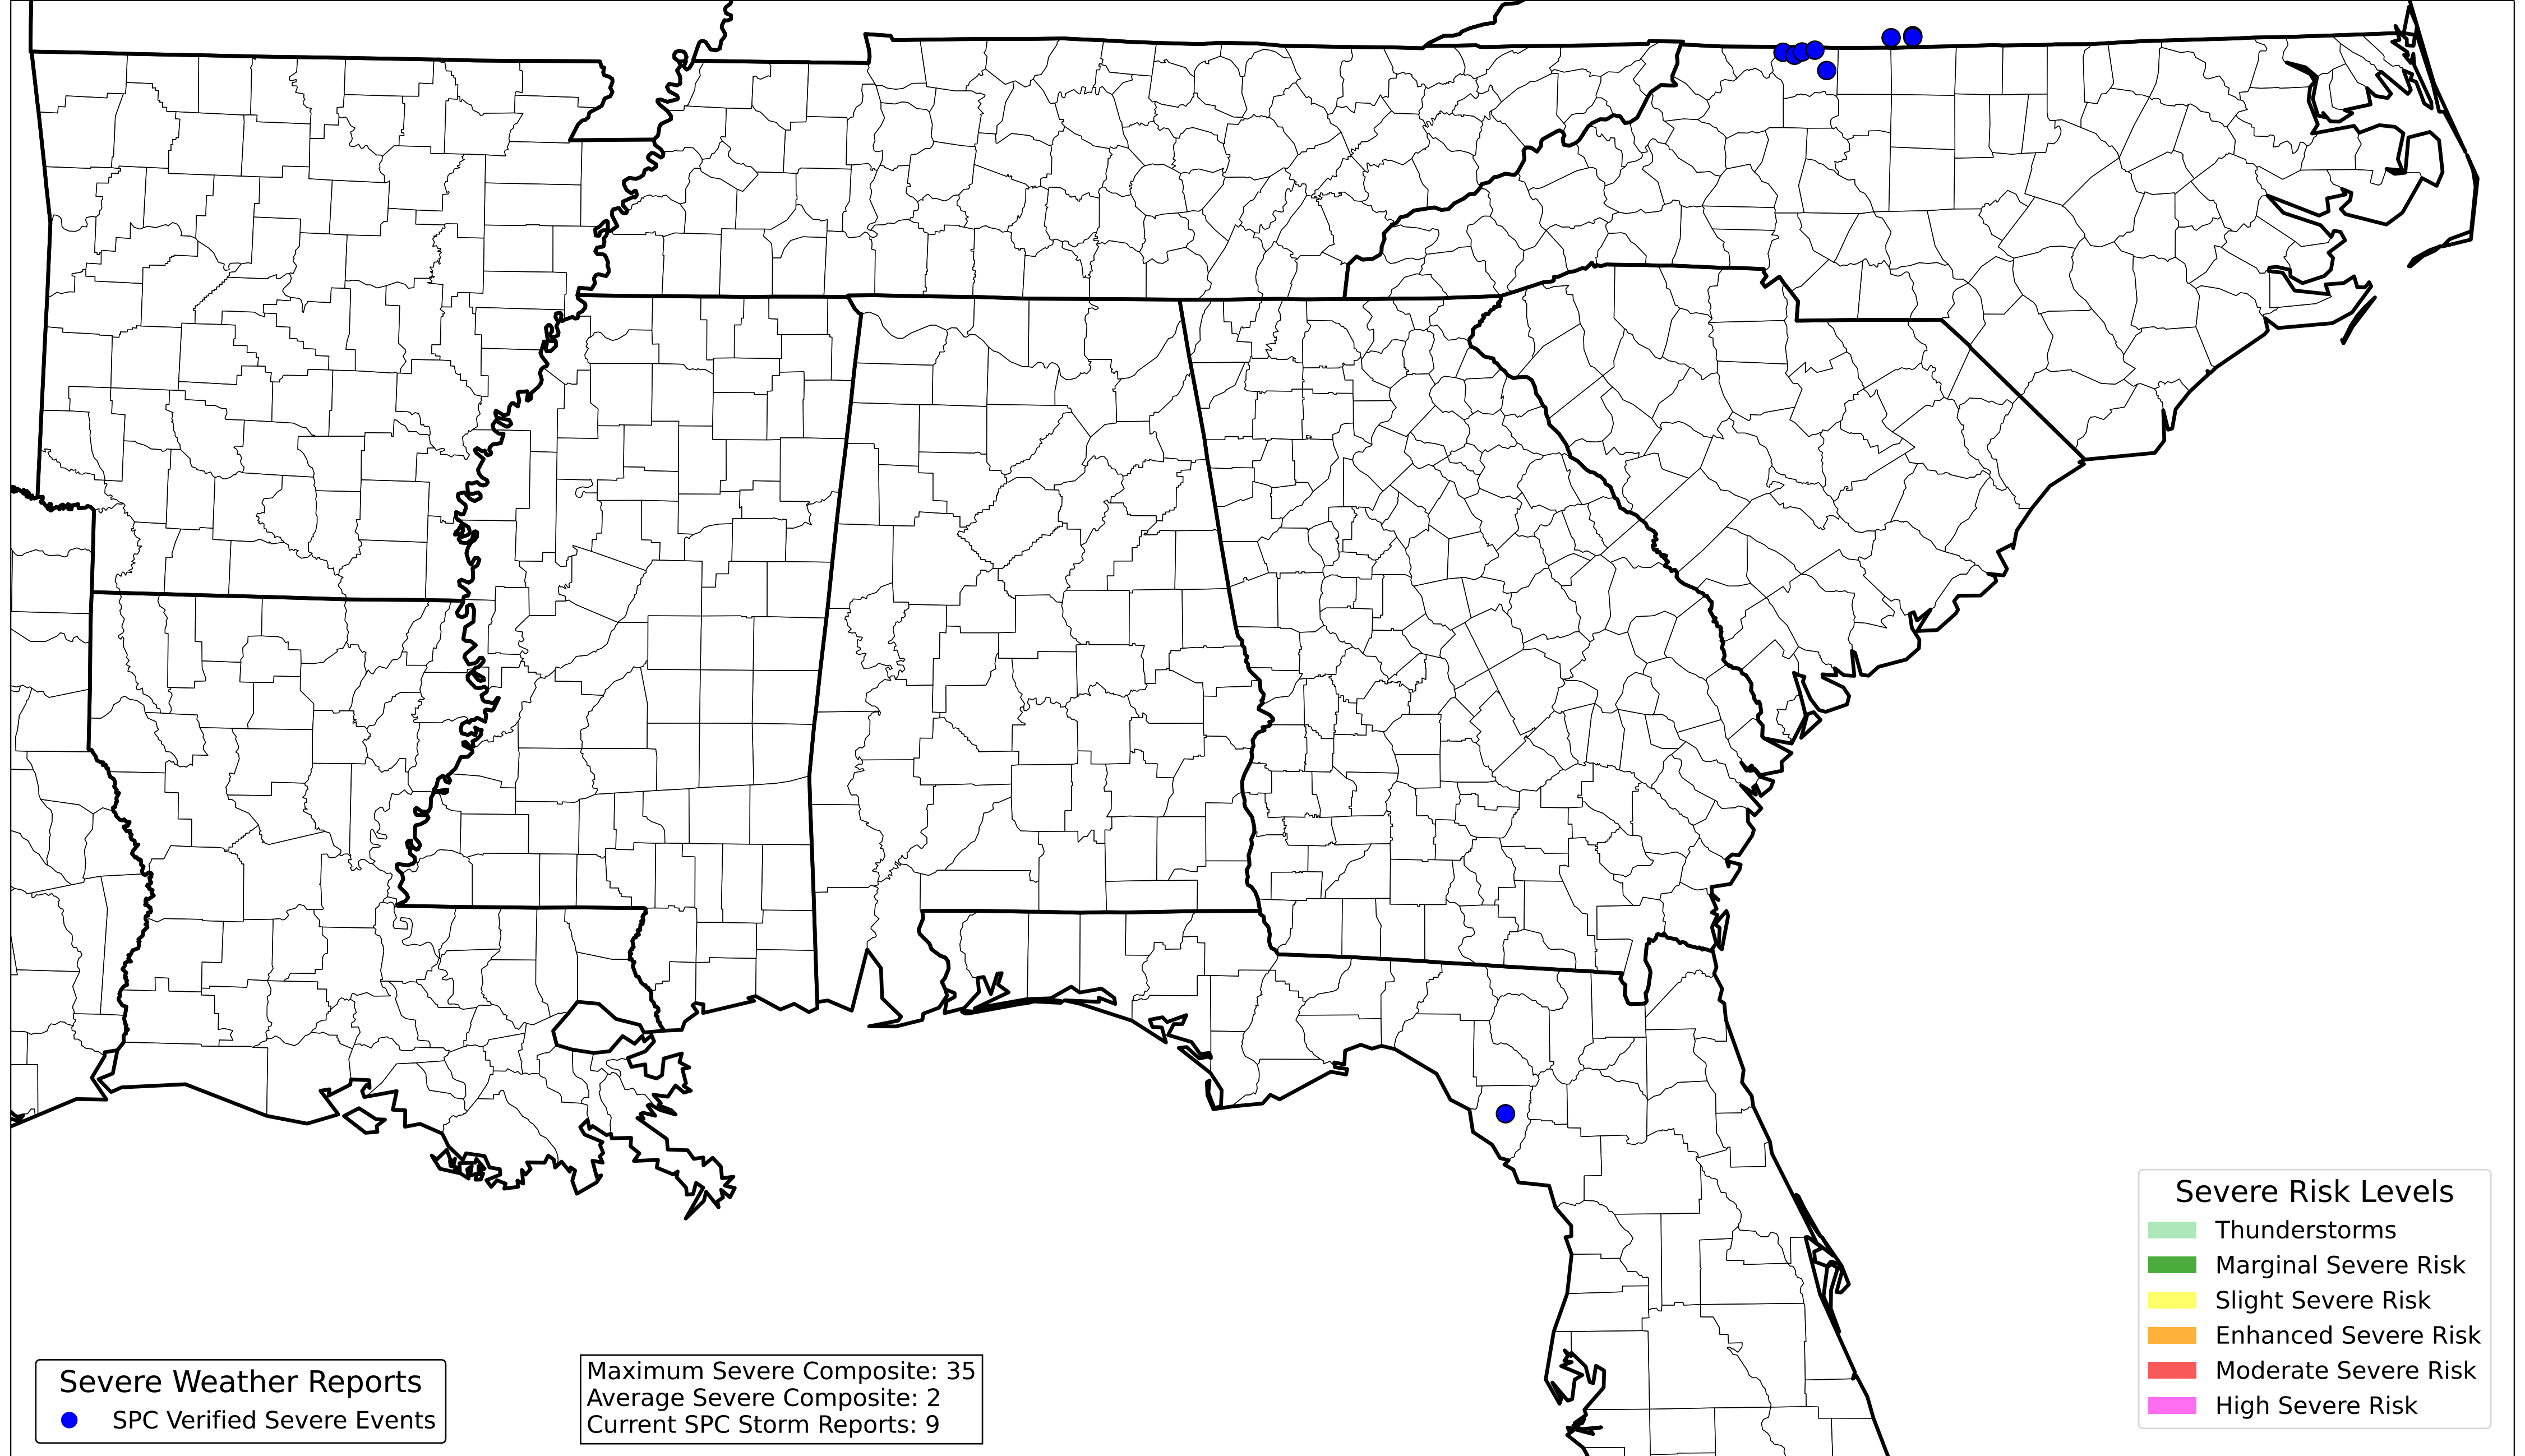 Severe Weather Reports
SPC Verified Severe Events
Maximum Severe Composite: 35
Average Severe Composite: 2
Current SPC Storm Reports: 9
Severe Risk Levels
Thunderstorms
Marginal Severe Risk
Slight Severe Risk
Enhanced Severe Risk
Moderate Severe Risk
High Severe Risk